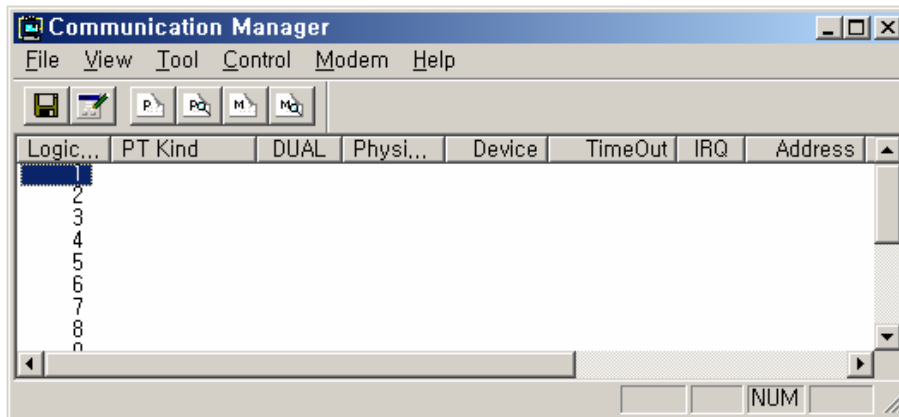 Communication Manager
File View Tool Control Modem Help
P PQ M MQ
Logic... PT Kind DUAL Physi... Device TimeOut IRQ Address
1
2
3
4
5
6
7
8
9
NUM